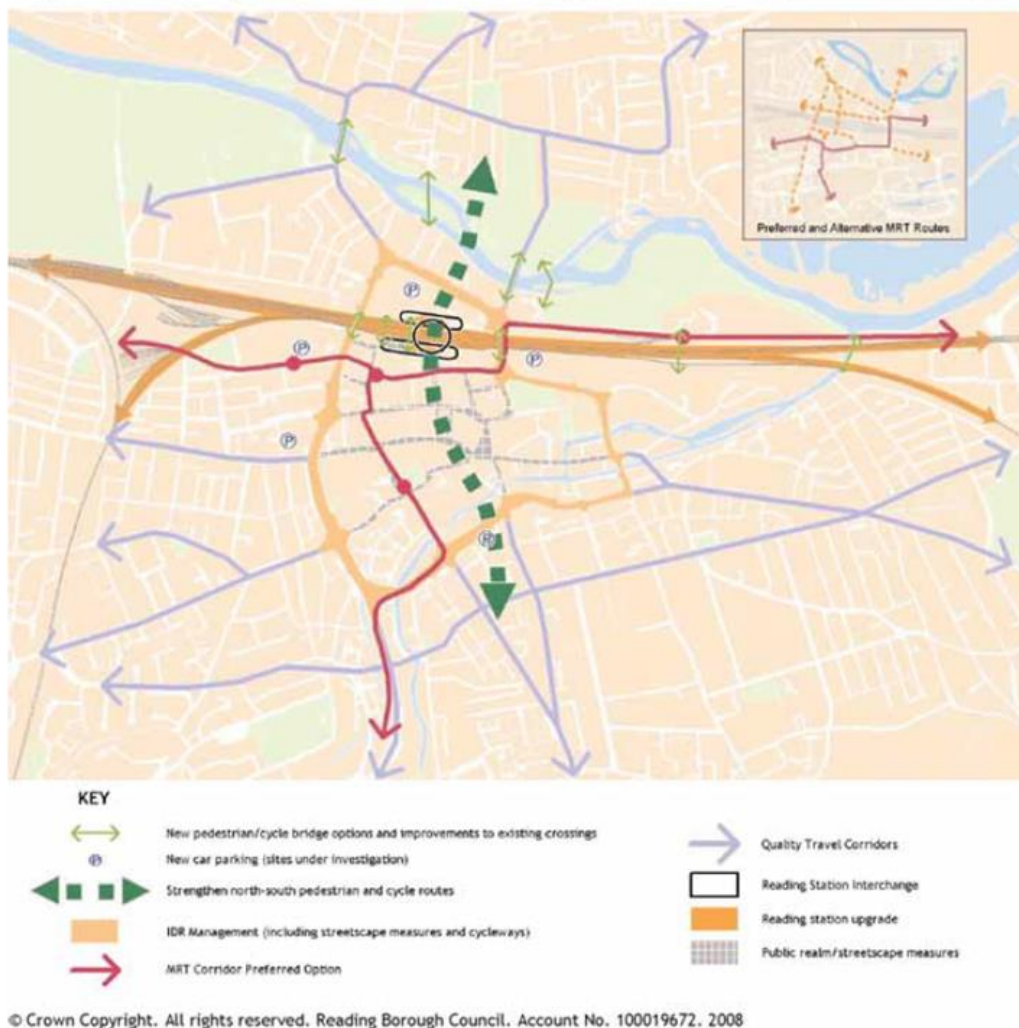 Preferred and Alternative MRT Routes
P
P
P
P
P
KEY
New pedestrian/cycle bridge options and improvements to existing crossings
P New car parking (sites under investigation)
Strengthen north-south pedestrian and cycle routes
IDR Management (including streetscape measures and cycleways)
MRT Corridor Preferred Option
Quality Travel Corridors
Reading Station Interchange
Reading station upgrade
Public realm/streetscape measures
© Crown Copyright. All rights reserved. Reading Borough Council. Account No. 100019672. 2008